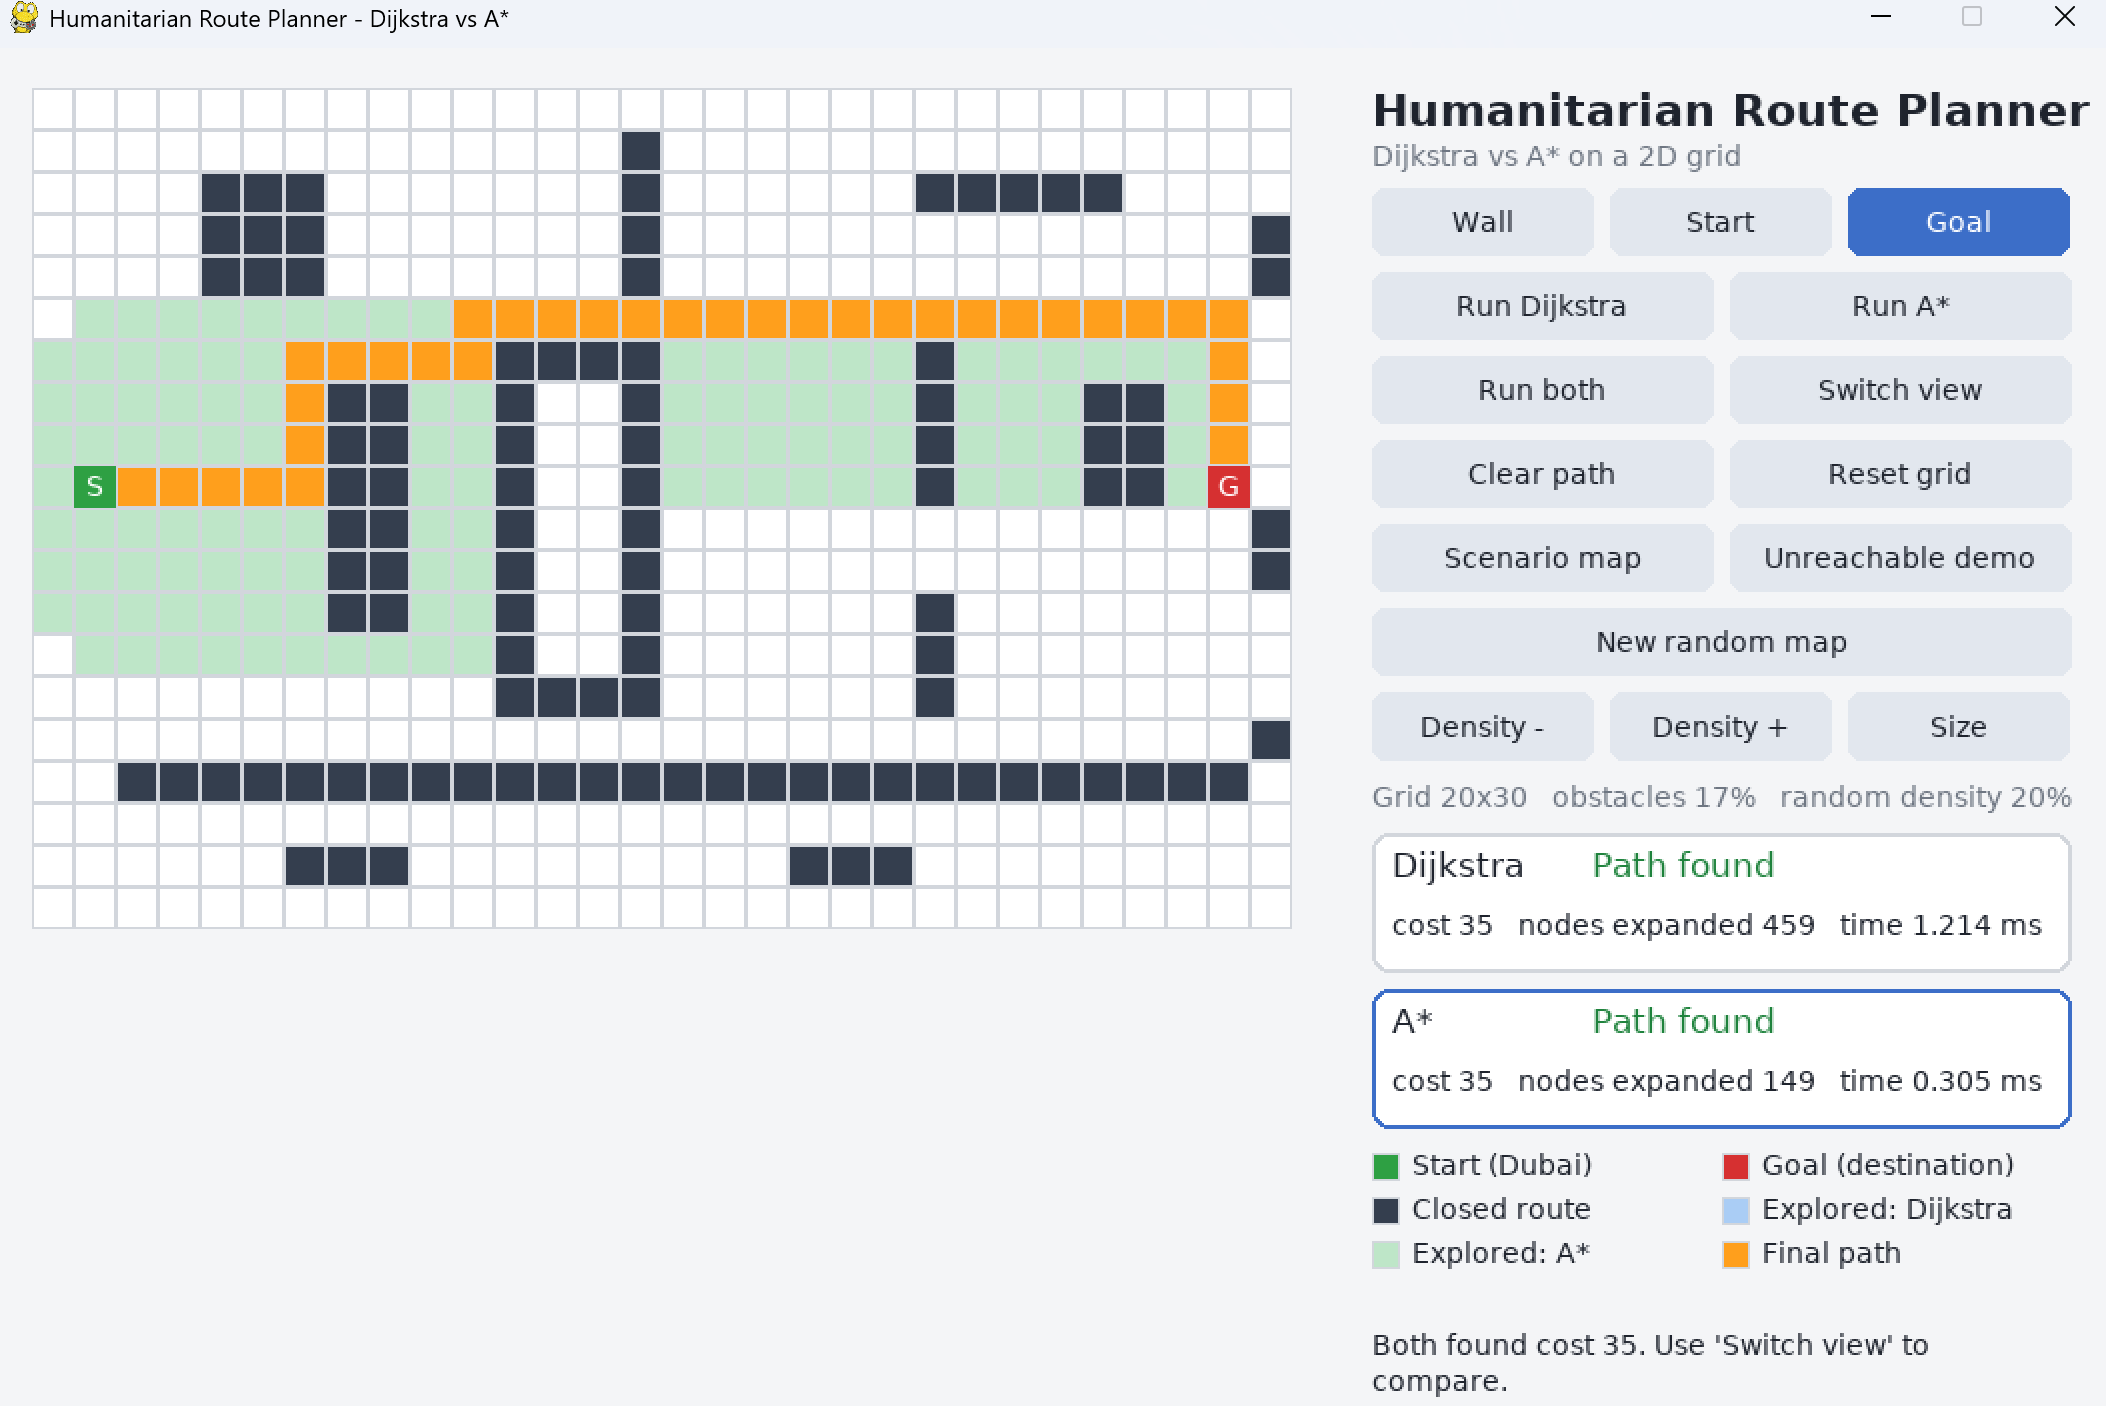 Humanitarian Route Planner - Dijkstra vs A*
Humanitarian Route Planner
Dijkstra vs A* on a 2D grid
Wall Start Goal
Run Dijkstra Run A*
Run both Switch view
Clear path Reset grid
Scenario map Unreachable demo
New random map
Density - Density + Size
Grid 20x30 obstacles 17% random density 20%
Dijkstra Path found
cost 35 nodes expanded 459 time 1.214 ms
A* Path found
cost 35 nodes expanded 149 time 0.305 ms
Start (Dubai) Goal (destination)
Closed route Explored: Dijkstra
Explored: A* Final path
Both found cost 35. Use 'Switch view' to
compare.
S
G